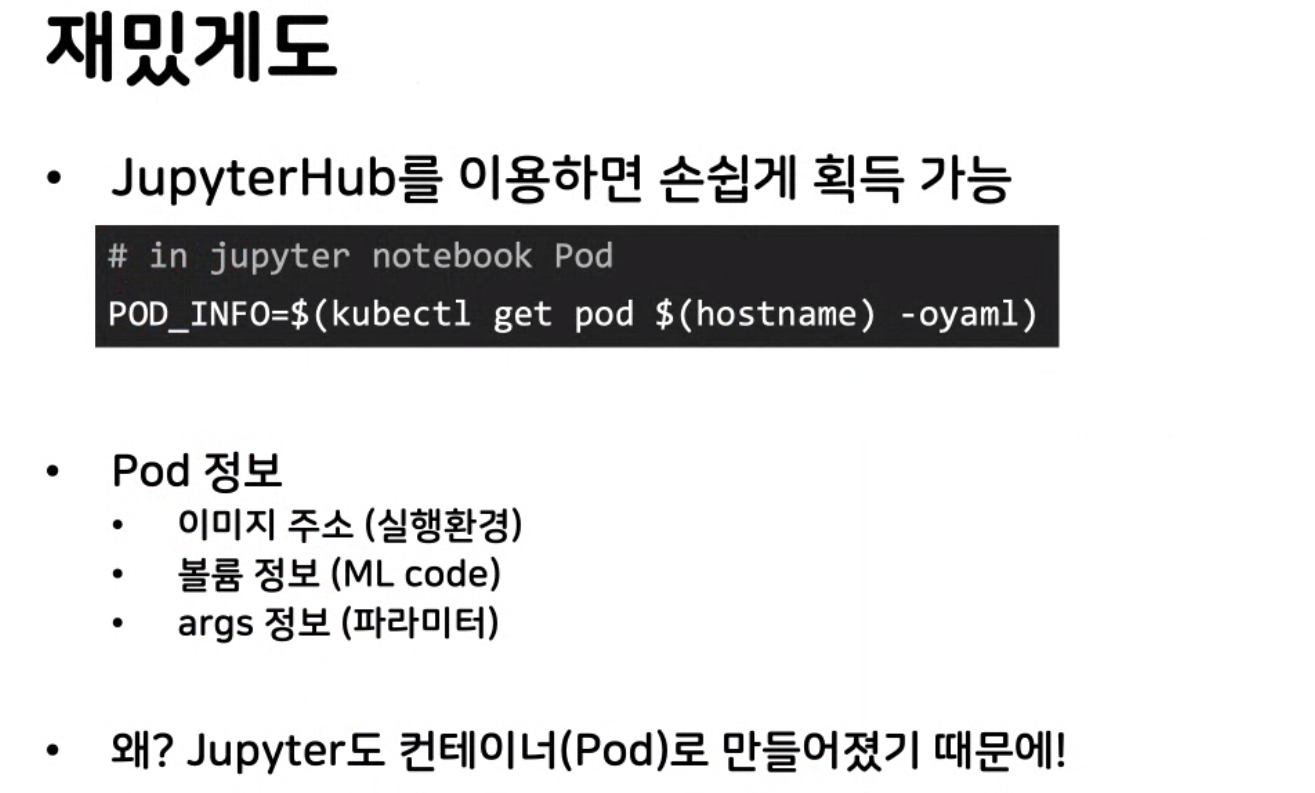 재밌게도
• JupyterHub를 이용하면 손쉽게 획득 가능
# in jupyter notebook Pod
POD_INFO=$(kubectl get pod $(hostname) -oyaml)
• Pod 정보
• 이미지 주소 (실행환경)
• 볼륨 정보 (ML code)
• args 정보 (파라미터)
• 왜? Jupyter도 컨테이너(Pod)로 만들어졌기 때문에!